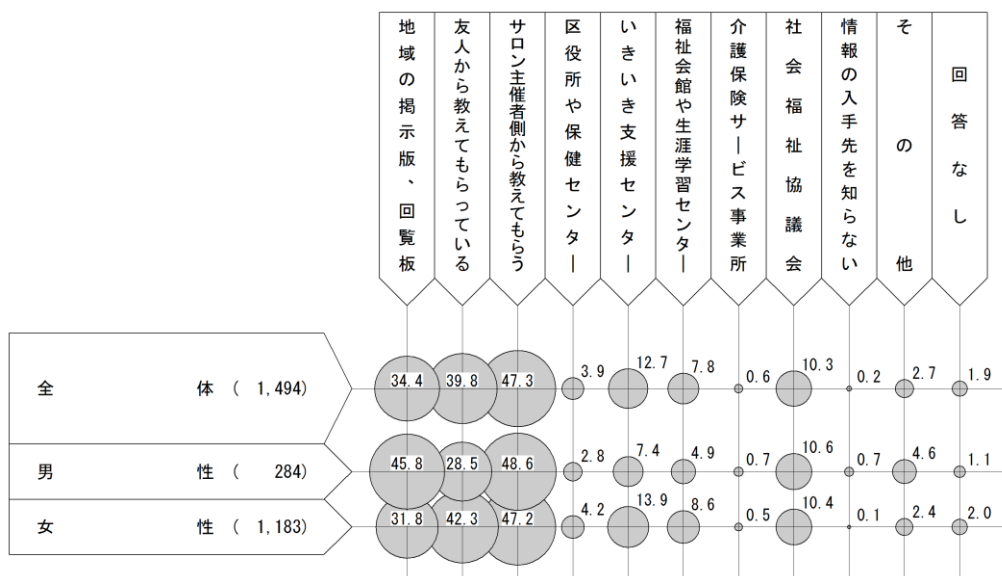 地域の掲示版、回覧板
友人から教えてもらっている
サロン主催者側から教えてもらう
区役所や保健センター
いきいき支援センター
福祉会館や生涯学習センター
介護保険サービス事業所
社会福祉協議会
情報の入手先を知らない
その他
回答なし
全体 ( 1,494) 34.4 39.8 47.3 3.9 12.7 7.8 0.6 10.3 0.2 2.7 1.9
男性 ( 284) 45.8 28.5 48.6 2.8 7.4 4.9 0.7 10.6 0.7 4.6 1.1
女性 ( 1,183) 31.8 42.3 47.2 4.2 13.9 8.6 0.5 10.4 0.1 2.4 2.0